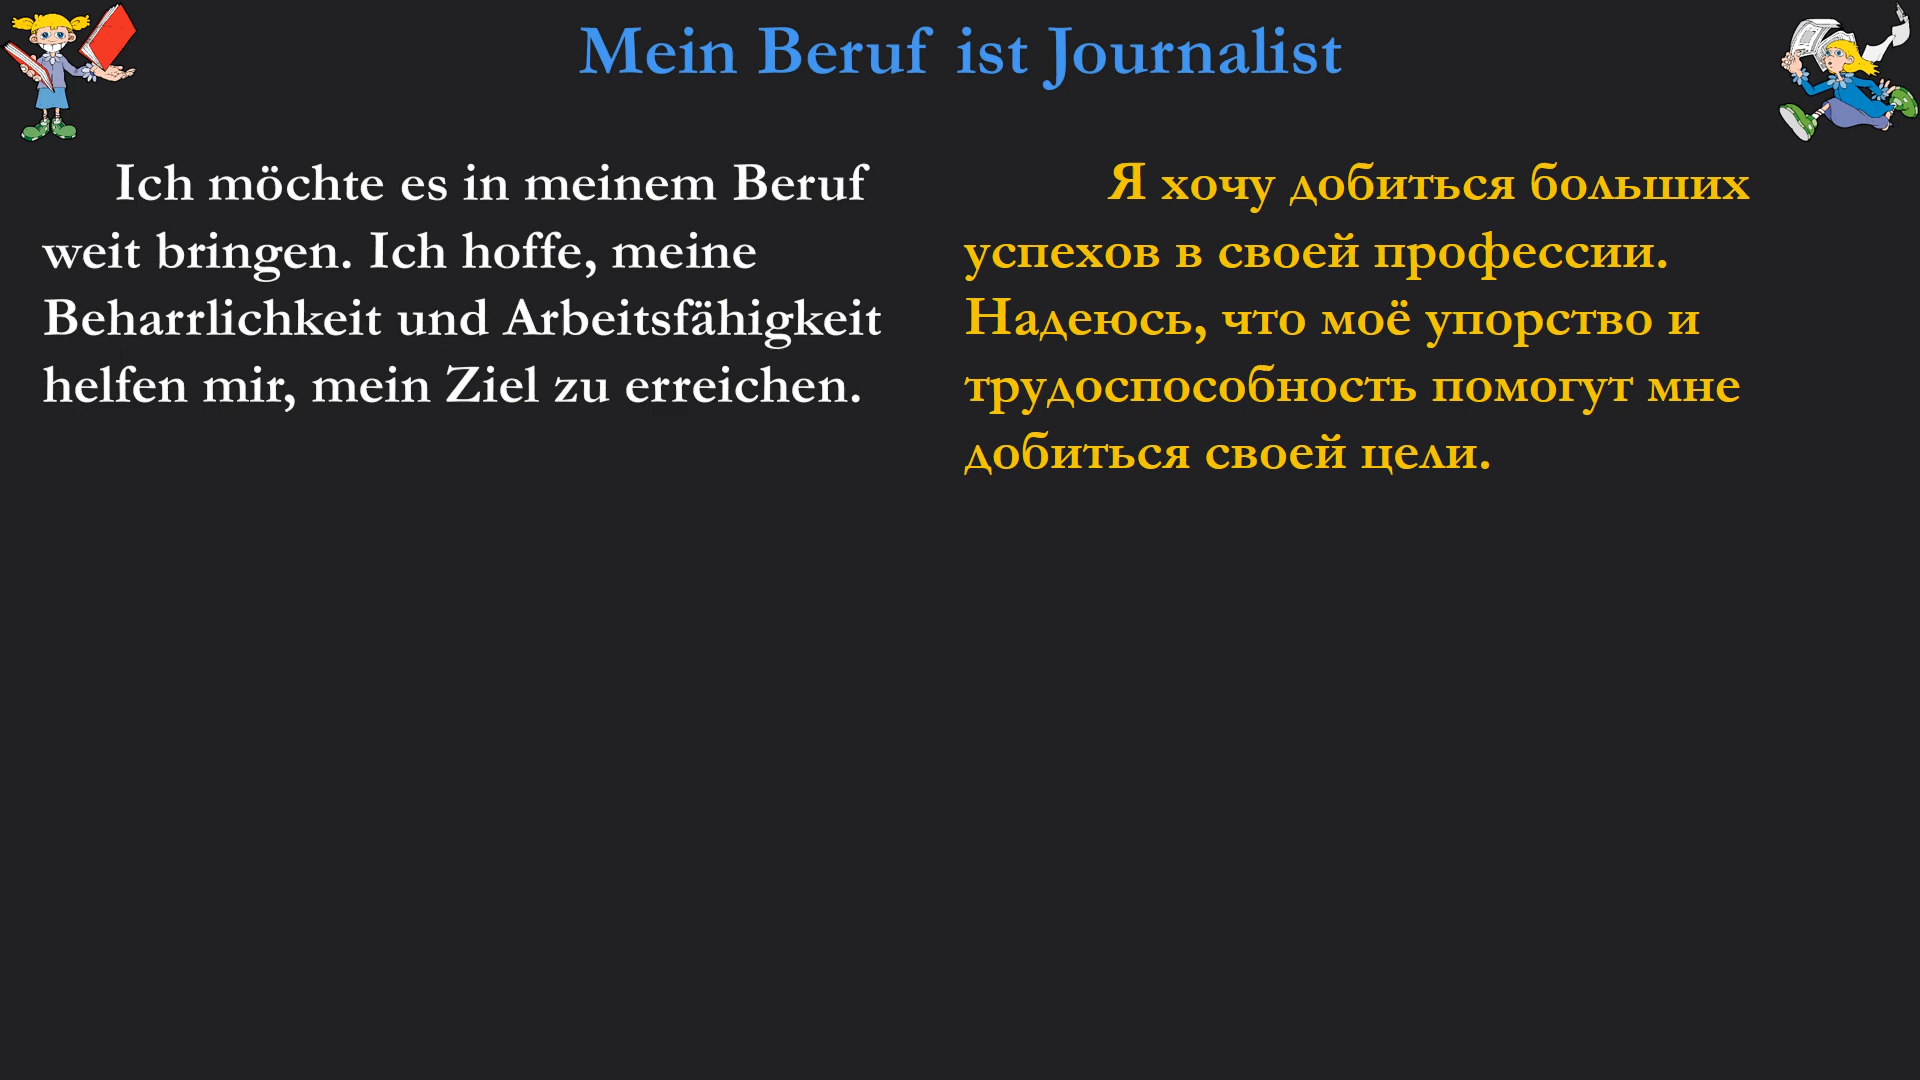 Mein Beruf ist Journalist
Ich möchte es in meinem Beruf
weit bringen. Ich hoffe, meine
Beharrlichkeit und Arbeitsfähigkeit
helfen mir, mein Ziel zu erreichen.
Я хочу добиться больших
успехов в своей профессии.
Надеюсь, что моё упорство и
трудоспособность помогут мне
добиться своей цели.